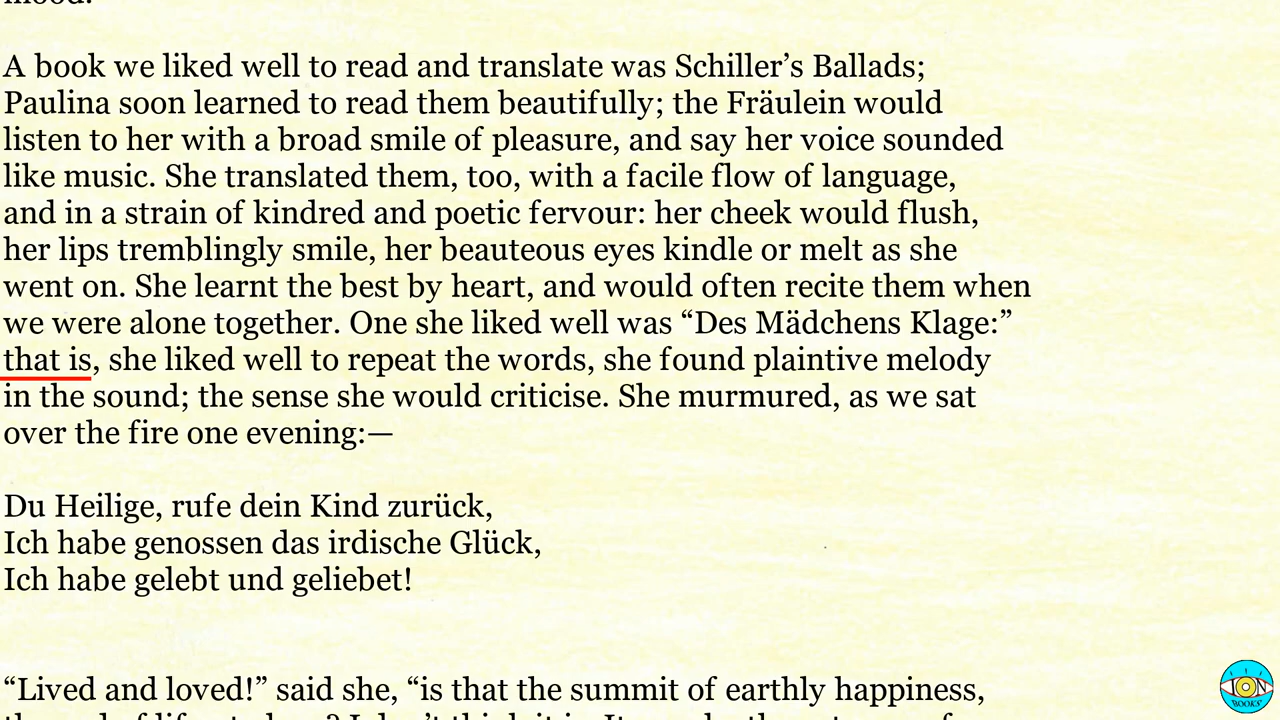 mood.
A book we liked well to read and translate was Schiller’s Ballads;
Paulina soon learned to read them beautifully; the Fräulein would
listen to her with a broad smile of pleasure, and say her voice sounded
like music. She translated them, too, with a facile flow of language,
and in a strain of kindred and poetic fervour: her cheek would flush,
her lips tremblingly smile, her beauteous eyes kindle or melt as she
went on. She learnt the best by heart, and would often recite them when
we were alone together. One she liked well was “Des Mädchens Klage:”
that is, she liked well to repeat the words, she found plaintive melody
in the sound; the sense she would criticise. She murmured, as we sat
over the fire one evening:—
Du Heilige, rufe dein Kind zurück,
Ich habe genossen das irdische Glück,
Ich habe gelebt und geliebet!
“Lived and loved!” said she, “is that the summit of earthly happiness,
ION
BOOKS